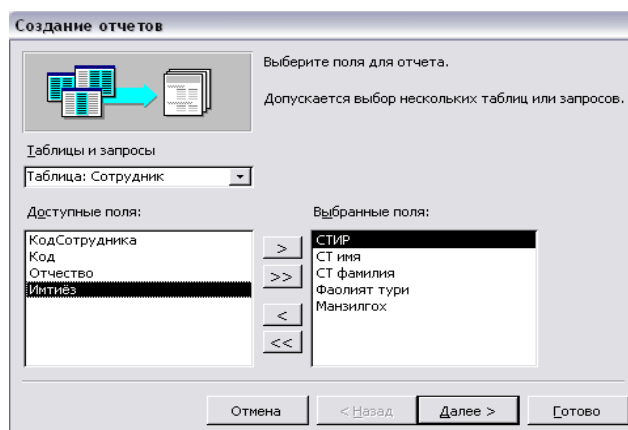 Создание отчетов
Выберите поля для отчета.
Допускается выбор нескольких таблиц или запросов.
Таблицы и запросы
Таблица: Сотрудник
Доступные поля:
КодСотрудника
Код
Отчество
Имтиёз
>
>>
<
<<
Выбранные поля:
СТИР
СТ имя
СТ фамилия
Фаолият тури
Манзилгох
Отмена
< Назад
Далее >
Готово